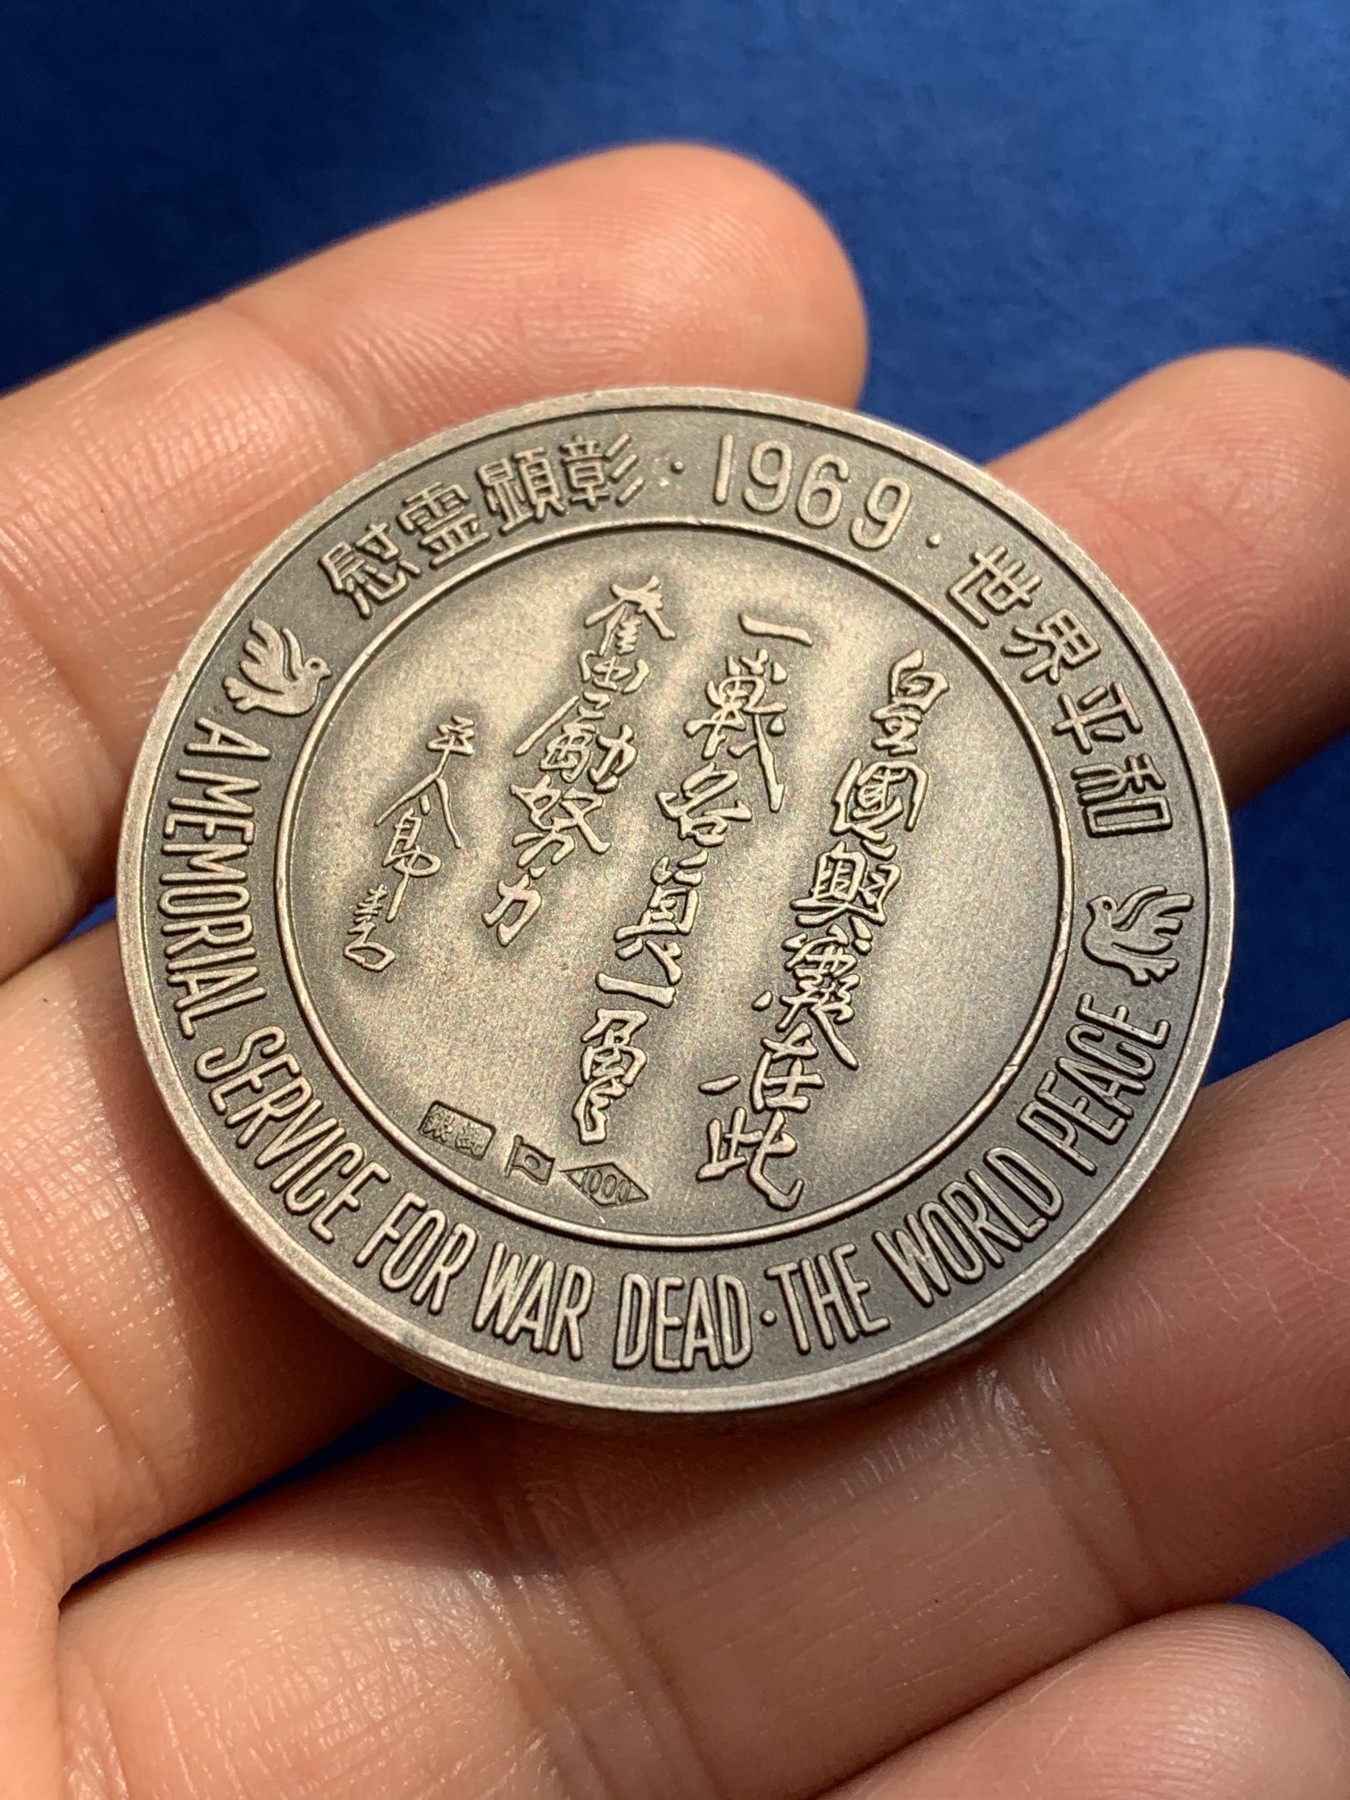 慰霊顕彰・1969・世界平和
皇國興廃在此
一戦各員一層
奮励努力
平八郎書
1000
A MEMORIAL SERVICE FOR WAR DEAD・THE WORLD PEACE